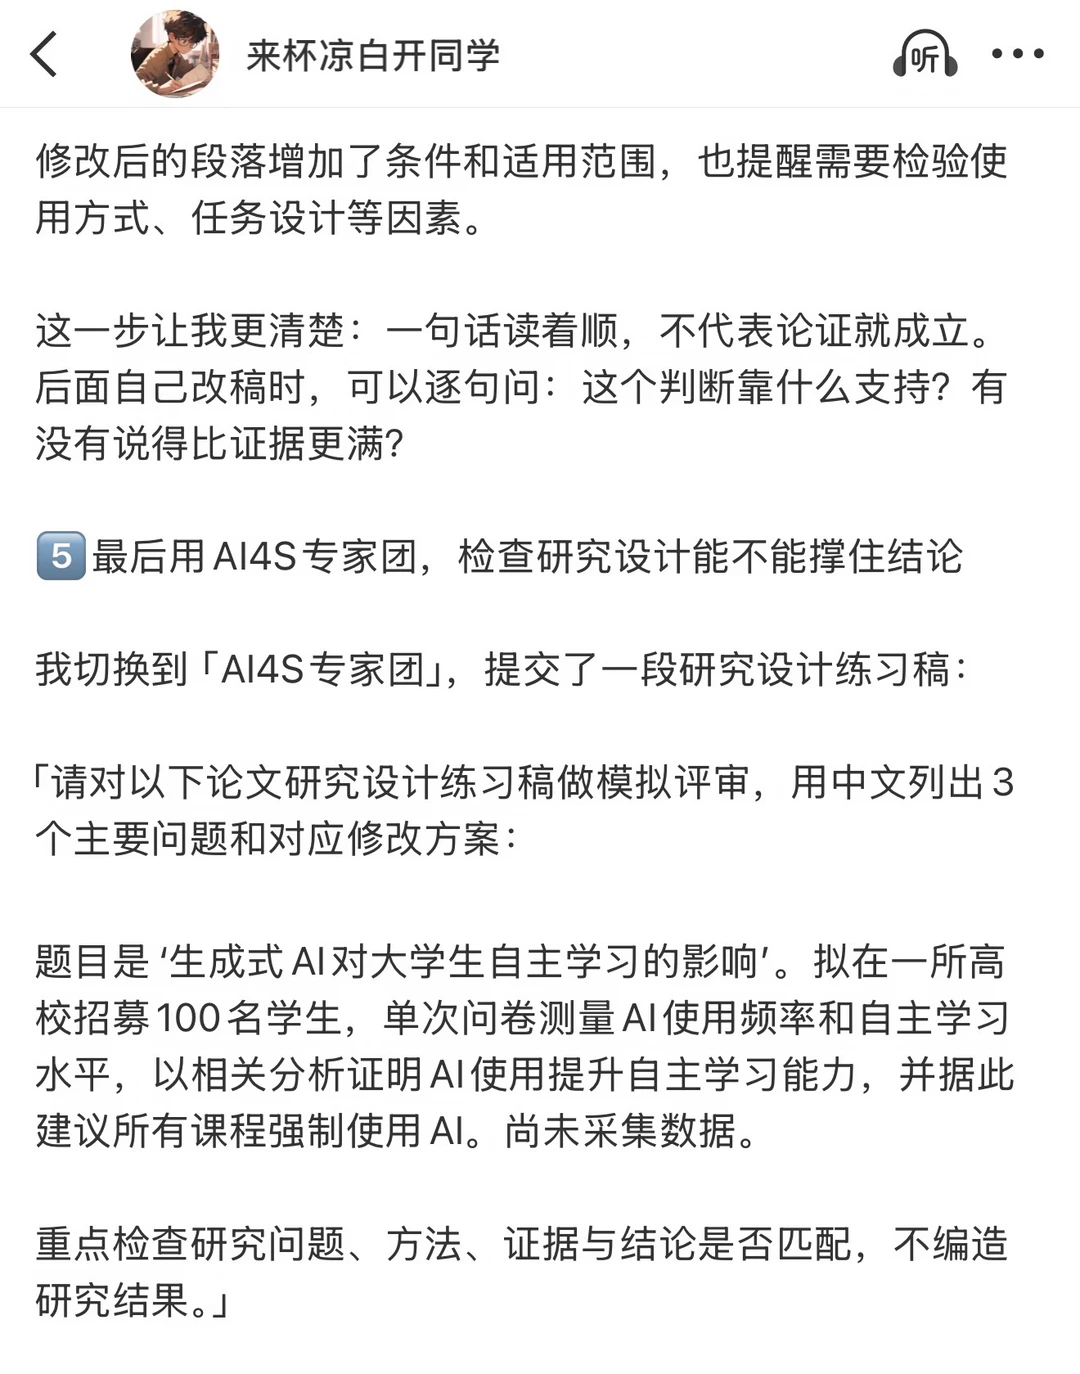 来杯凉白开同学
听
修改后的段落增加了条件和适用范围，也提醒需要检验使
用方式、任务设计等因素。
这一步让我更清楚：一句话读着顺，不代表论证就成立。
后面自己改稿时，可以逐句问：这个判断靠什么支持？有
没有说得比证据更满？
5最后用AI4S专家团，检查研究设计能不能撑住结论
我切换到「AI4S专家团」，提交了一段研究设计练习稿：
「请对以下论文研究设计练习稿做模拟评审，用中文列出3
个主要问题和对应修改方案：
题目是‘生成式AI对大学生自主学习的影响’。拟在一所高
校招募100名学生，单次问卷测量AI使用频率和自主学习
水平，以相关分析证明AI使用提升自主学习能力，并据此
建议所有课程强制使用AI。尚未采集数据。
重点检查研究问题、方法、证据与结论是否匹配，不编造
研究结果。」